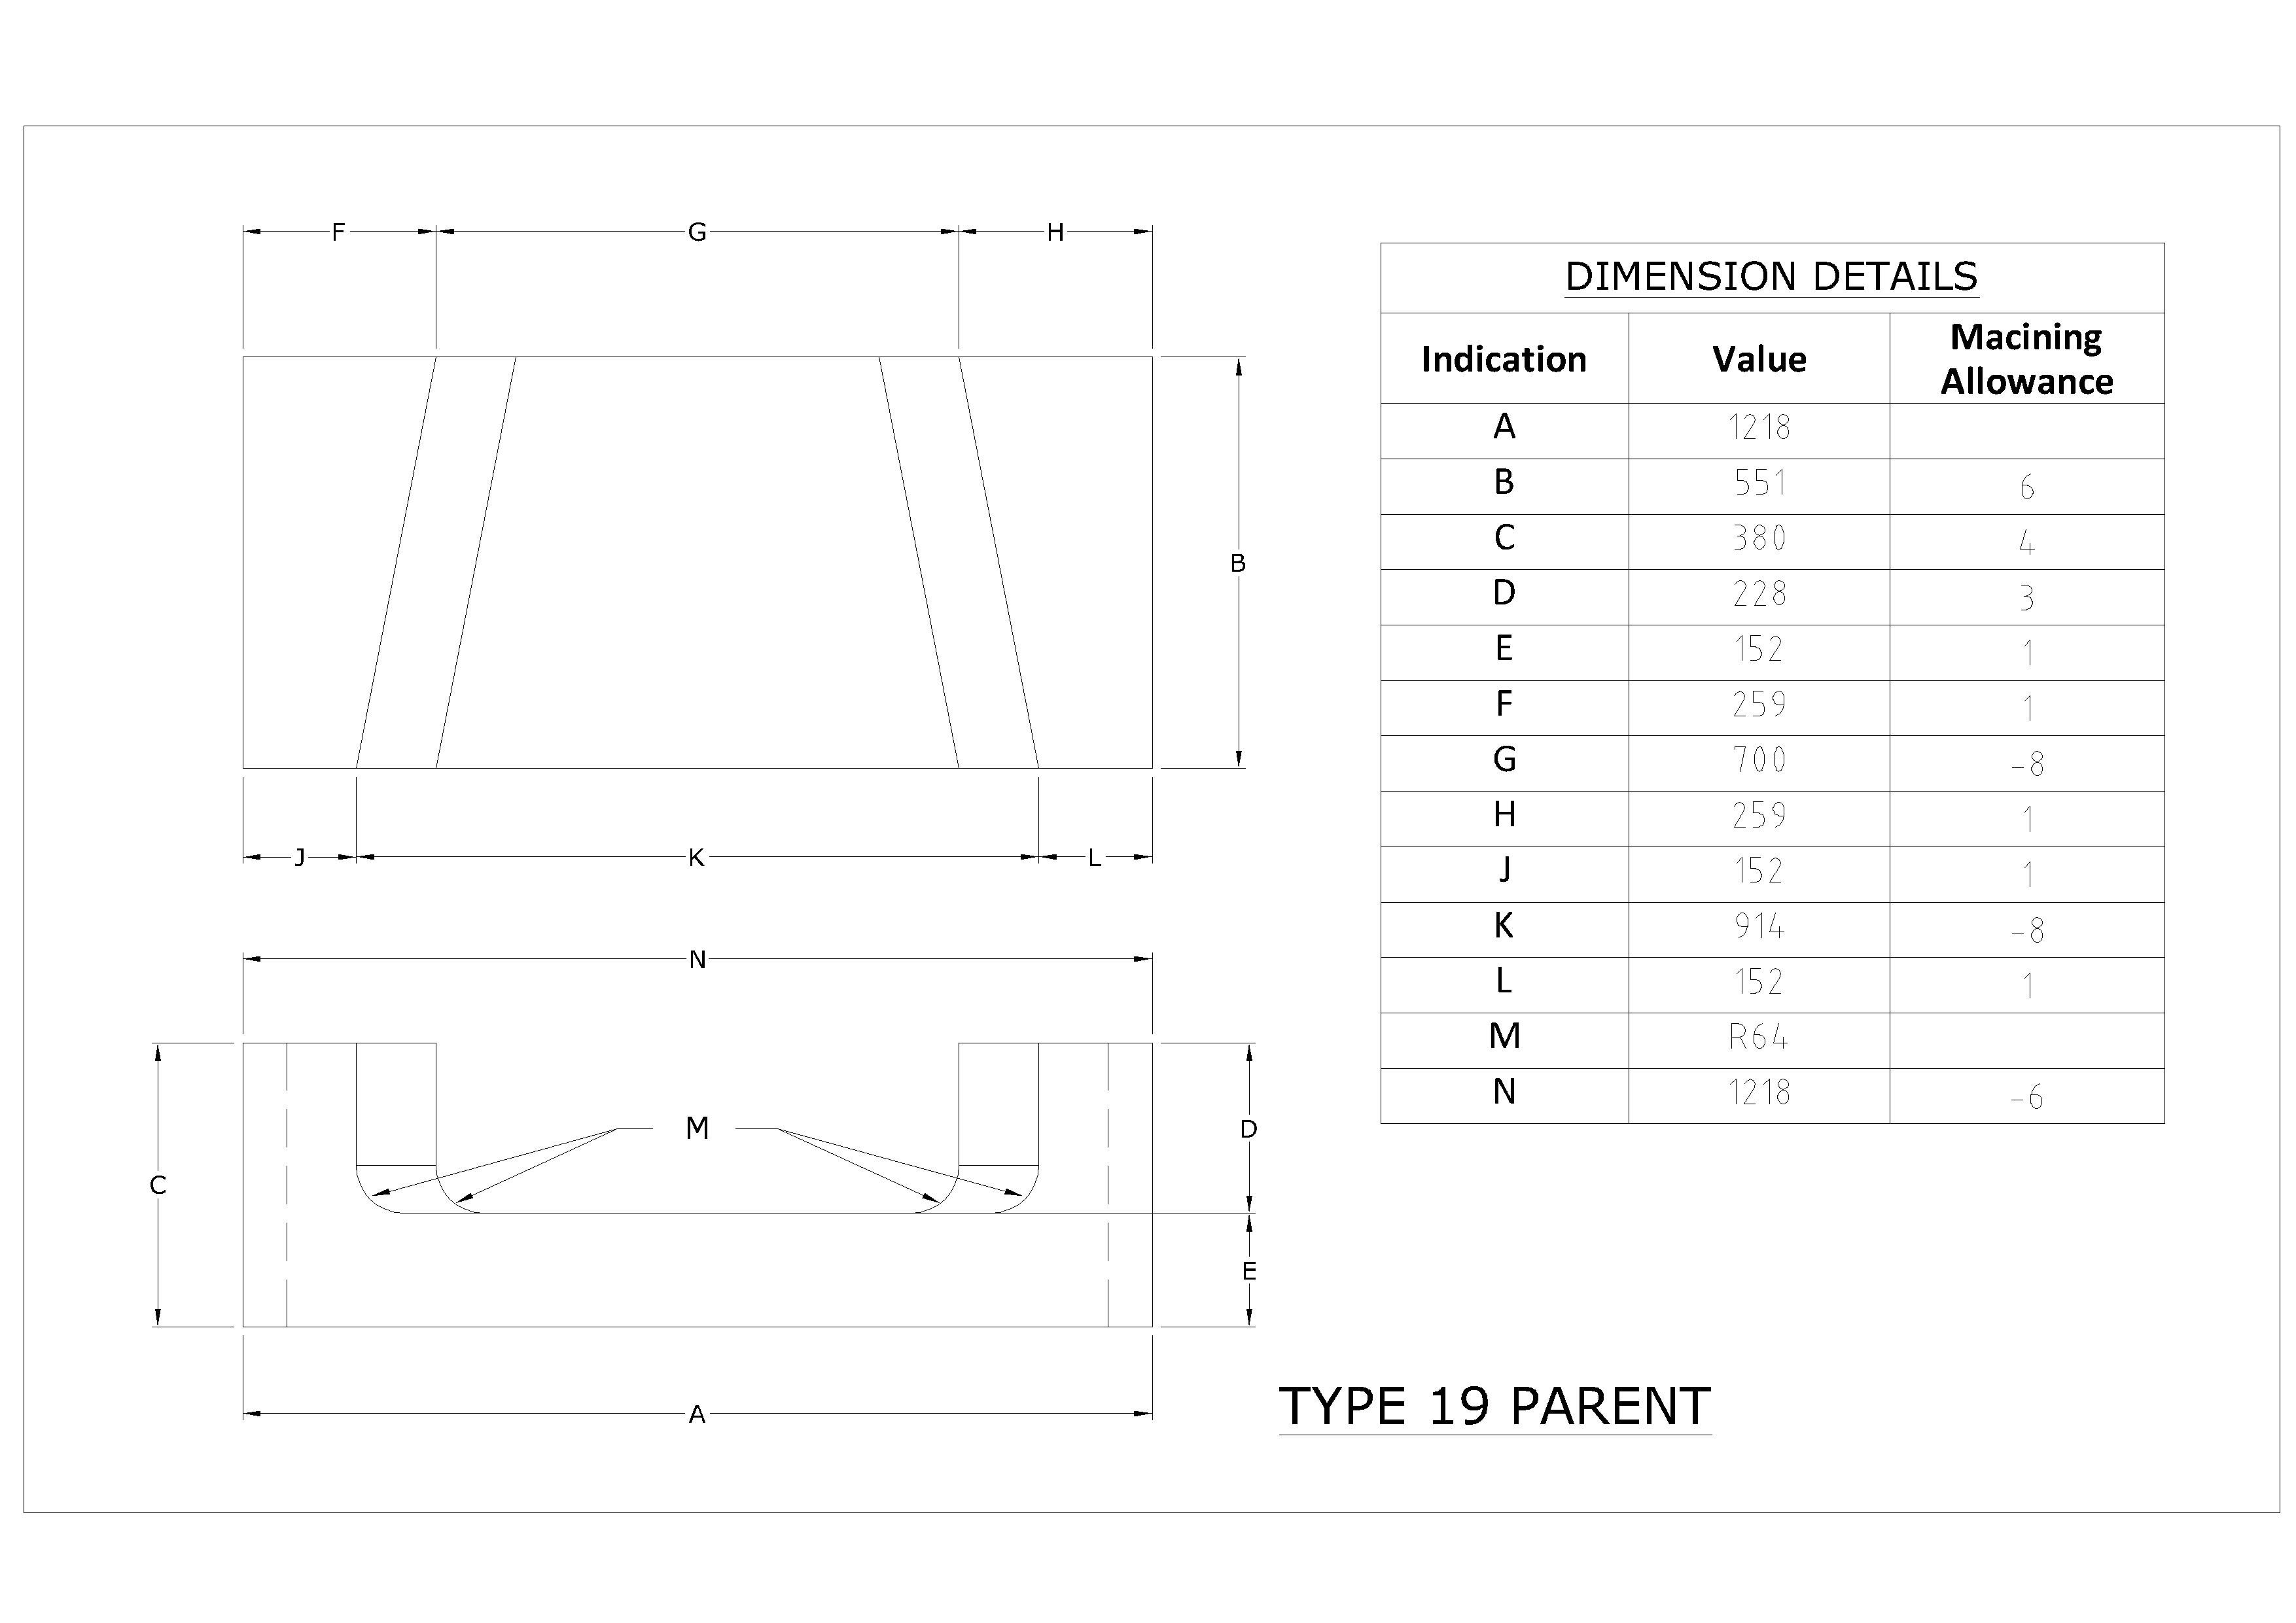 F G H
B
J K L
N
M
D
C
E
A
DIMENSION DETAILS
Indication Value Macining
Allowance
A 1218
B 551 6
C 380 4
D 228 3
E 152 1
F 259 1
G 700 -8
H 259 1
J 152 1
K 914 -8
L 152 1
M R64
N 1218 -6
TYPE 19 PARENT